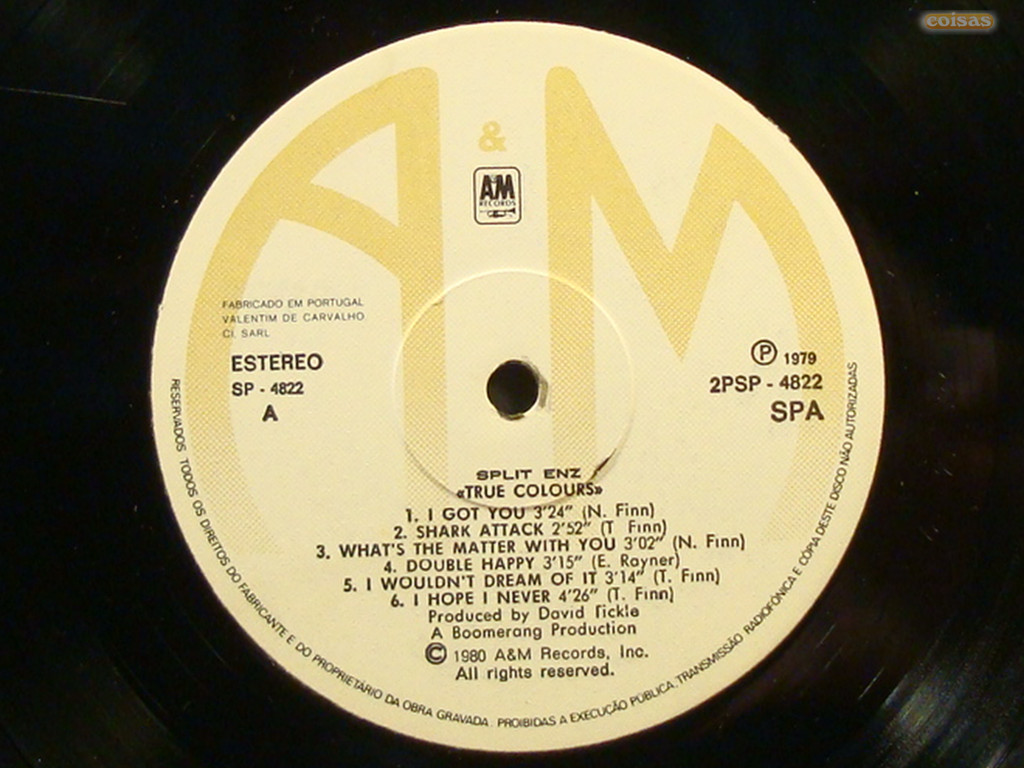 coisas
A & M
A&M
RECORDS
FABRICADO EM PORTUGAL
VALENTIM DE CARVALHO
CI. SARL
ESTEREO
SP - 4822
A
Ⓟ 1979
2PSP - 4822
SPA
SPLIT ENZ
«TRUE COLOURS»
1. I GOT YOU 3'24" (N. Finn)
2. SHARK ATTACK 2'52" (T. Finn)
3. WHAT'S THE MATTER WITH YOU 3'02" (N. Finn)
4. DOUBLE HAPPY 3'15" (E. Rayner)
5. I WOULDN'T DREAM OF IT 3'14" (T. Finn)
6. I HOPE I NEVER 4'26" (T. Finn)
Produced by David Tickle
A Boomerang Production
© 1980 A&M Records, Inc.
All rights reserved.
RESERVADOS TODOS OS DIREITOS DO FABRICANTE E DO PROPRIETÁRIO DA OBRA GRAVADA. PROIBIDAS A EXECUÇÃO PÚBLICA, TRANSMISSÃO RADIOFÓNICA E CÓPIA DESTE DISCO NÃO AUTORIZADAS